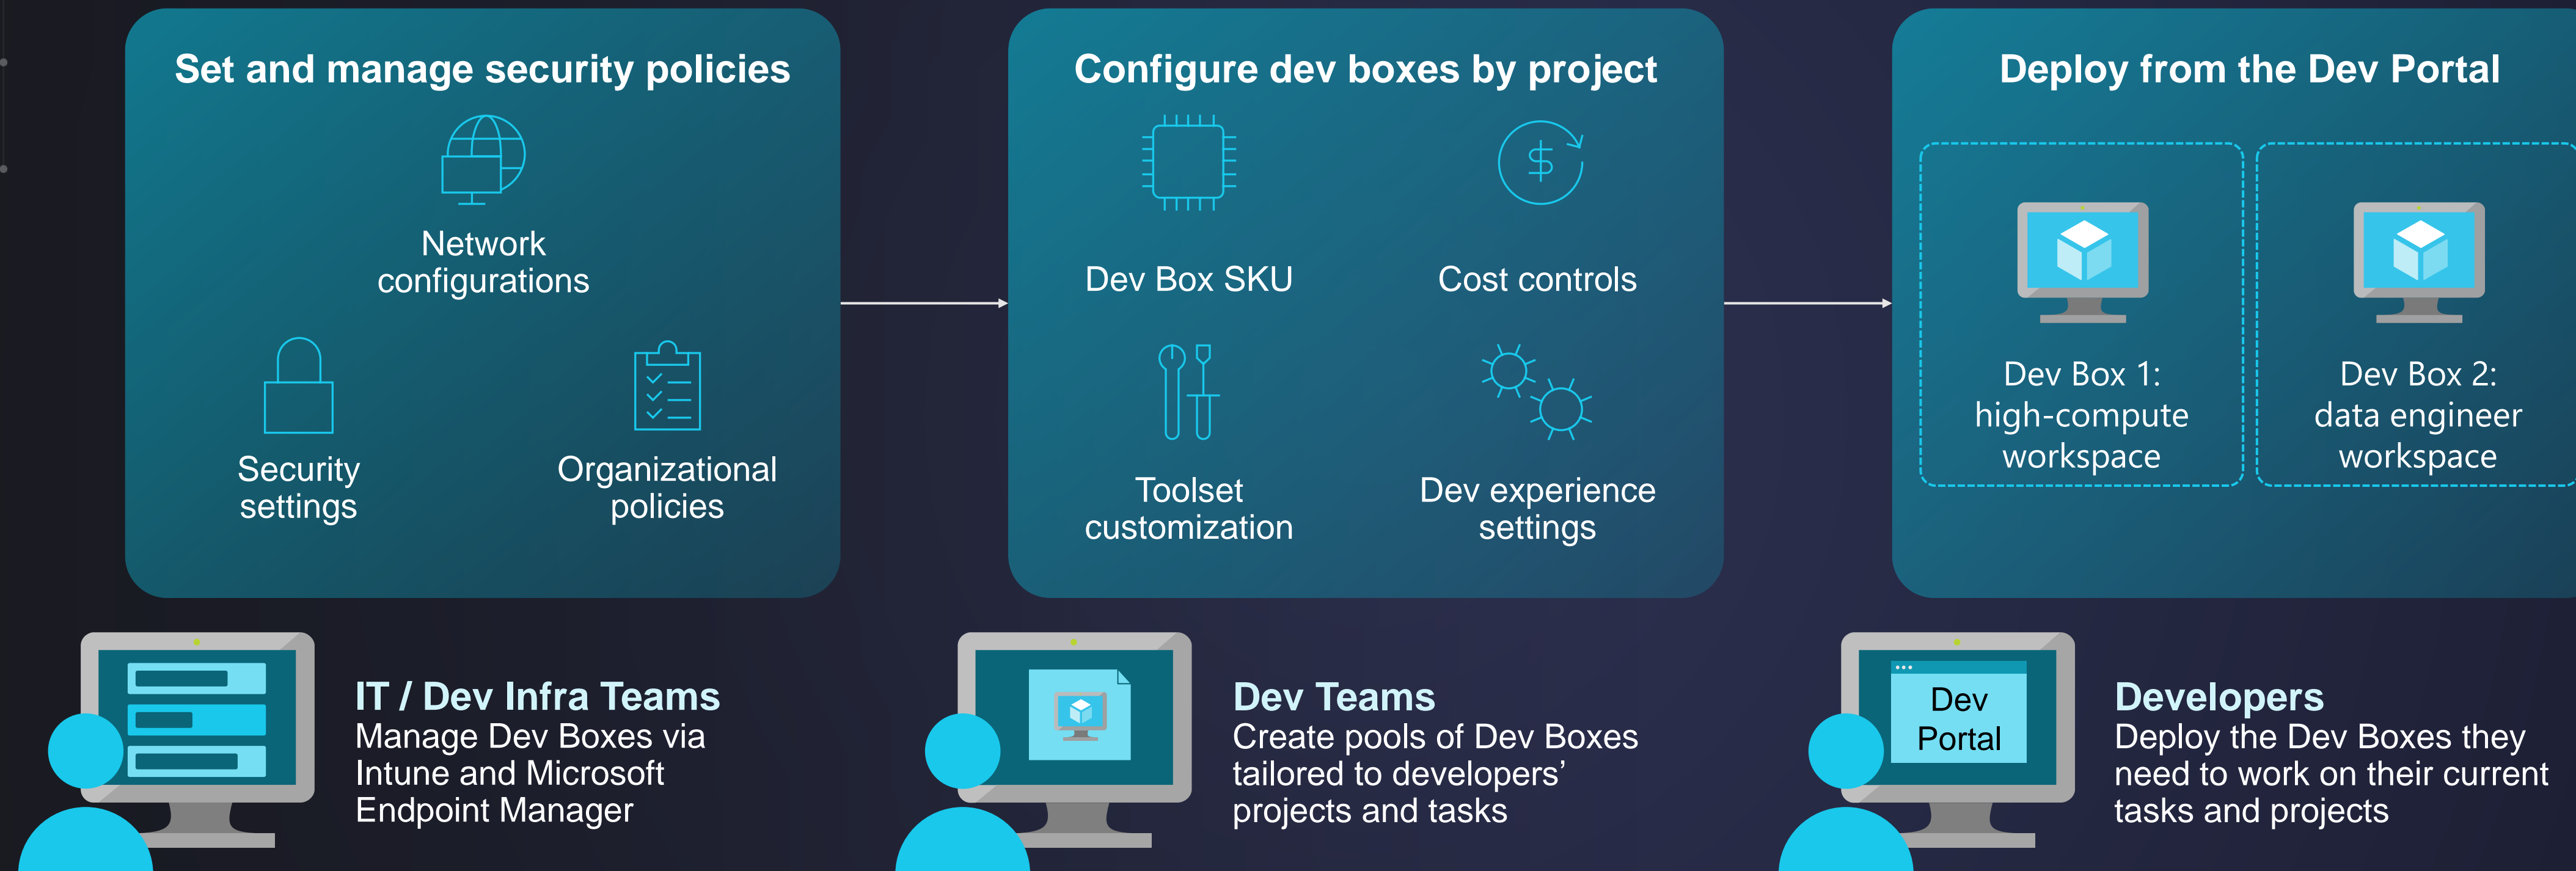 Set and manage security policies
Network
configurations
Security
settings
Organizational
policies
Configure dev boxes by project
Dev Box SKU
Cost controls
Toolset
customization
Dev experience
settings
Deploy from the Dev Portal
Dev Box 1:
high-compute
workspace
Dev Box 2:
data engineer
workspace
IT / Dev Infra Teams
Manage Dev Boxes via
Intune and Microsoft
Endpoint Manager
Dev Teams
Create pools of Dev Boxes
tailored to developers’
projects and tasks
Dev
Portal
Developers
Deploy the Dev Boxes they
need to work on their current
tasks and projects